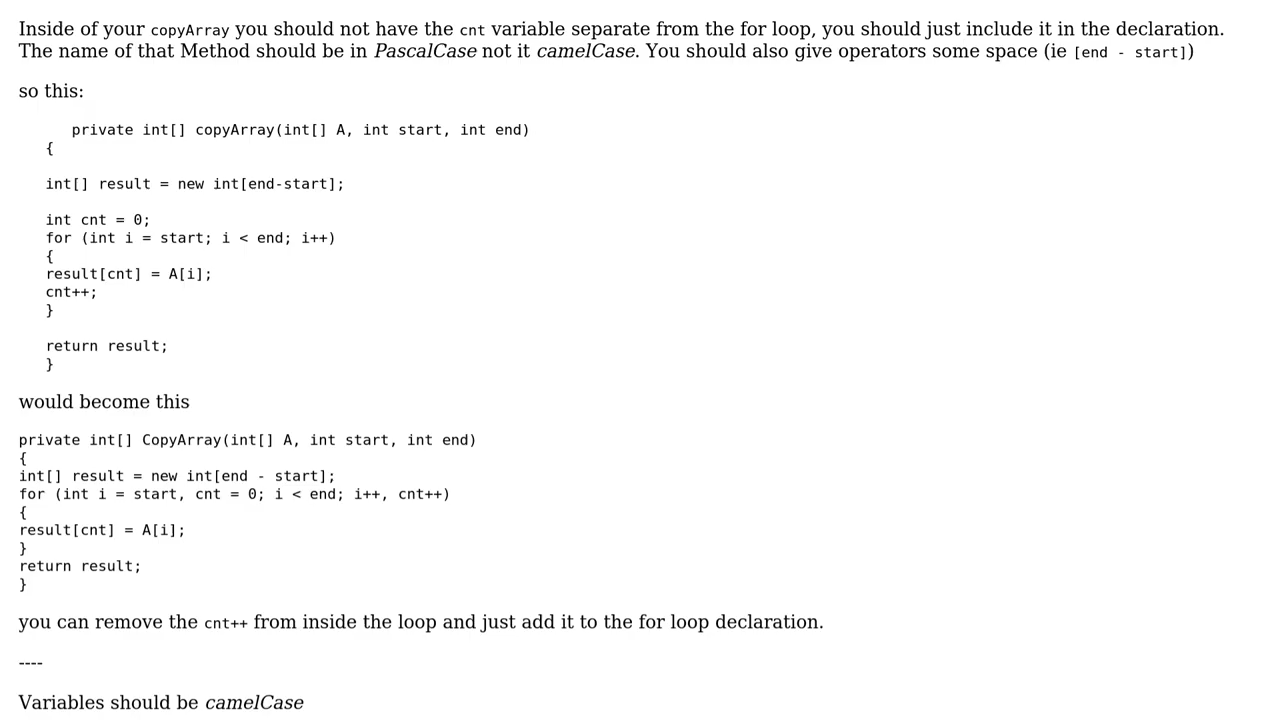 Inside of your copyArray you should not have the cnt variable separate from the for loop, you should just include it in the declaration.
The name of that Method should be in PascalCase not it camelCase. You should also give operators some space (ie [end - start])
so this:
private int[] copyArray(int[] A, int start, int end)
{
int[] result = new int[end-start];
int cnt = 0;
for (int i = start; i < end; i++)
{
result[cnt] = A[i];
cnt++;
}
return result;
}
would become this
private int[] CopyArray(int[] A, int start, int end)
{
int[] result = new int[end - start];
for (int i = start, cnt = 0; i < end; i++, cnt++)
{
result[cnt] = A[i];
}
return result;
}
you can remove the cnt++ from inside the loop and just add it to the for loop declaration.
----
Variables should be camelCase